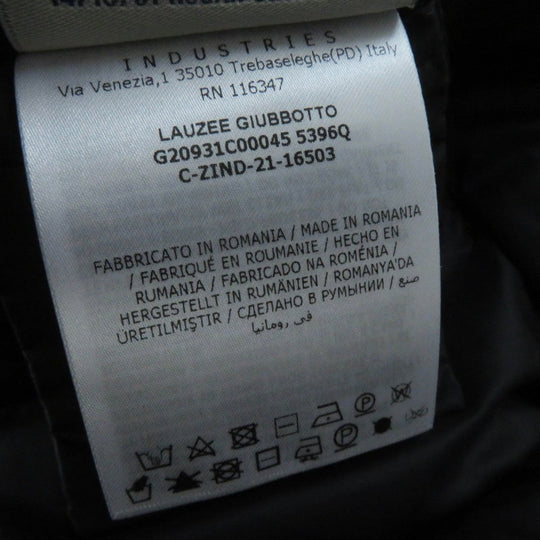 INDUSTRIES
Via Venezia,1 35010 Trebaseleghe(PD) Italy
RN 116347
LAUZEE GIUBBOTTO
G20931C00045 5396Q
C-ZIND-21-16503
FABBRICATO IN ROMANIA / MADE IN ROMANIA
/ FABRIQUÉ EN ROUMANIE / HECHO EN
RUMANIA / FABRICADO NA ROMÉNIA /
HERGESTELLT IN RUMÄNIEN / ROMANYA'DA
ÜRETILMIŞTIR / СДЕЛАНО В РУМЫНИИ / صنع
في رومانيا